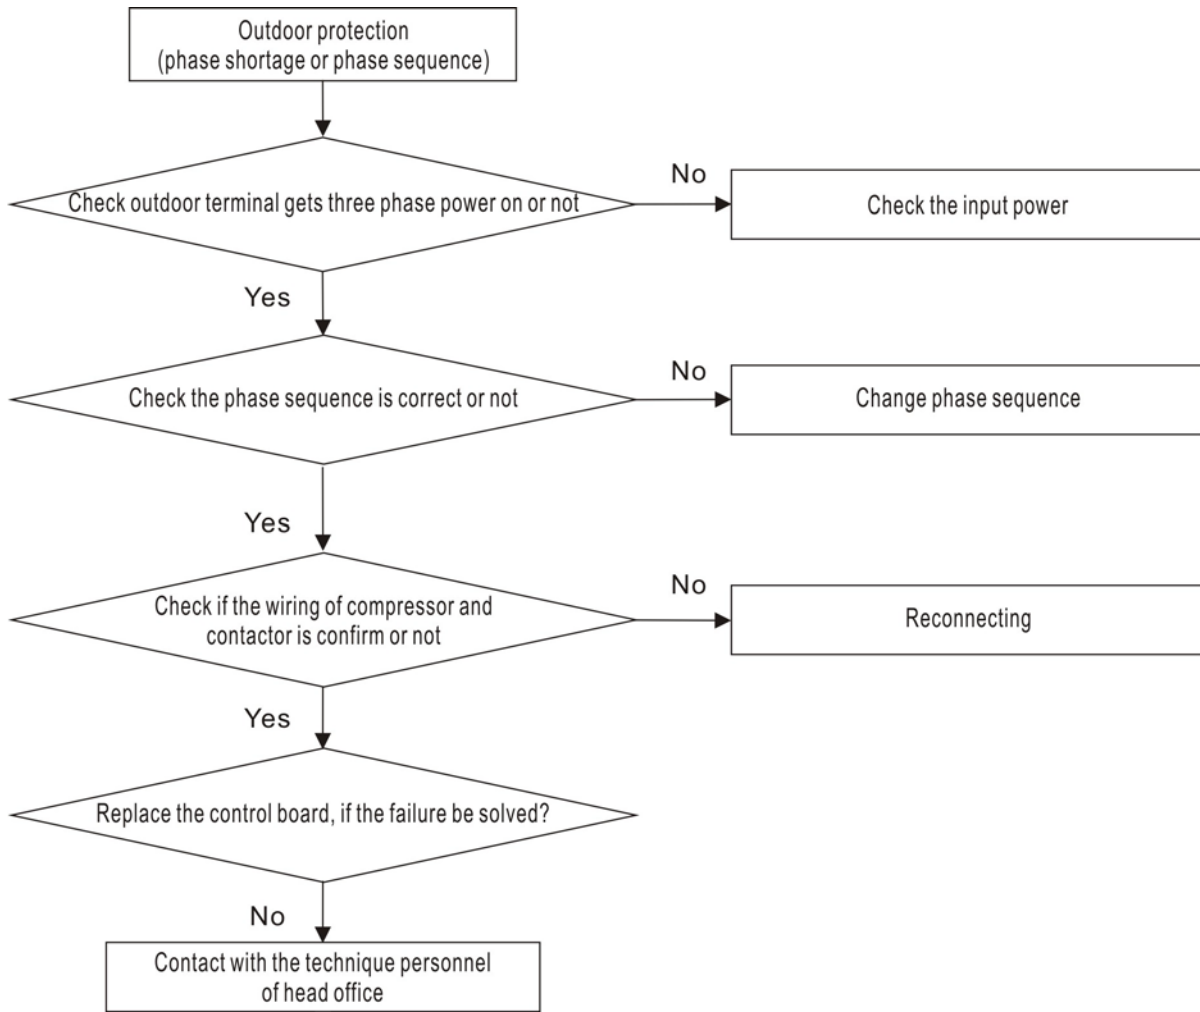 Outdoor protection
(phase shortage or phase sequence)
No
Check outdoor terminal gets three phase power on or not
Check the input power
Yes
No
Check the phase sequence is correct or not
Change phase sequence
Yes
No
Check if the wiring of compressor and
contactor is confirm or not
Reconnecting
Yes
Replace the control board, if the failure be solved?
No
Contact with the technique personnel
of head office